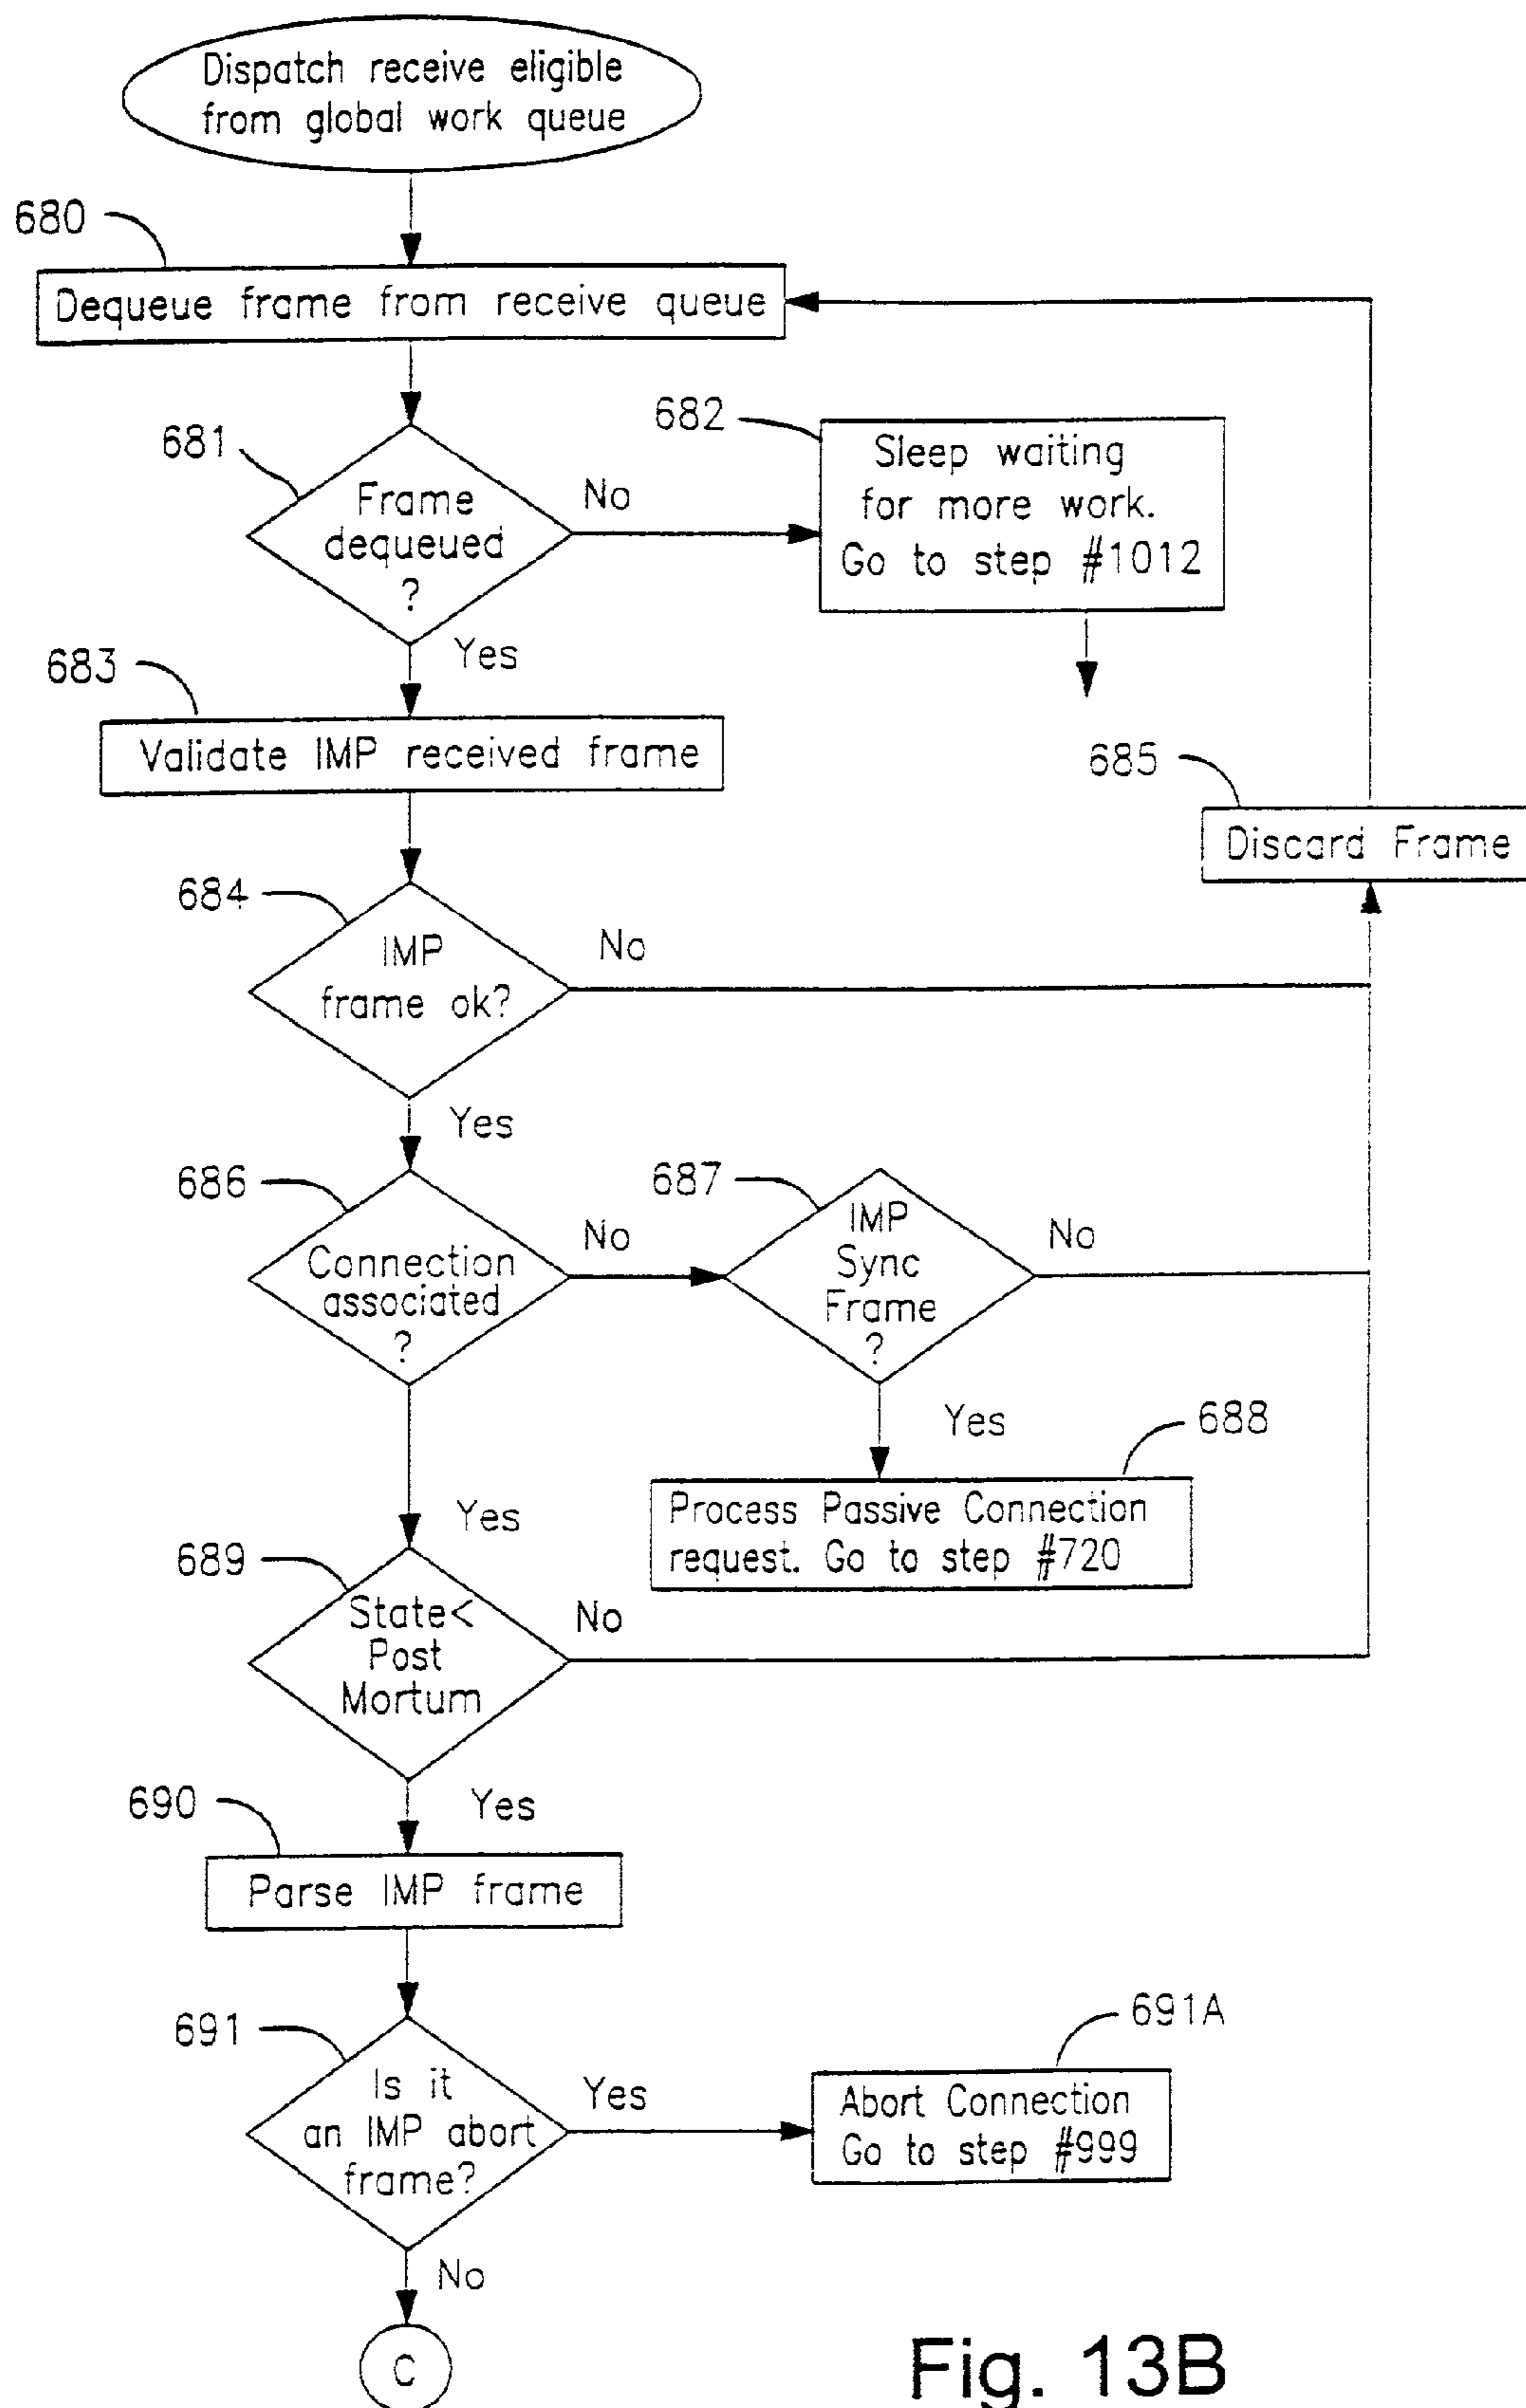 Dispatch receive eligible
from global work queue
680
Dequeue frame from receive queue
681
Frame
dequeued
?
No
682
Sleep waiting
for more work.
Go to step #1012
Yes
683
Validate IMP received frame
685
Discard Frame
684
IMP
frame ok?
No
Yes
686
Connection
associated
?
No
687
IMP
Sync
Frame
?
No
Yes
688
Process Passive Connection
request. Go to step #720
Yes
689
State<
Post
Mortum
No
Yes
690
Parse IMP frame
691
Is it
an IMP abort
frame?
Yes
691A
Abort Connection
Go to step #999
No
C
Fig. 13B